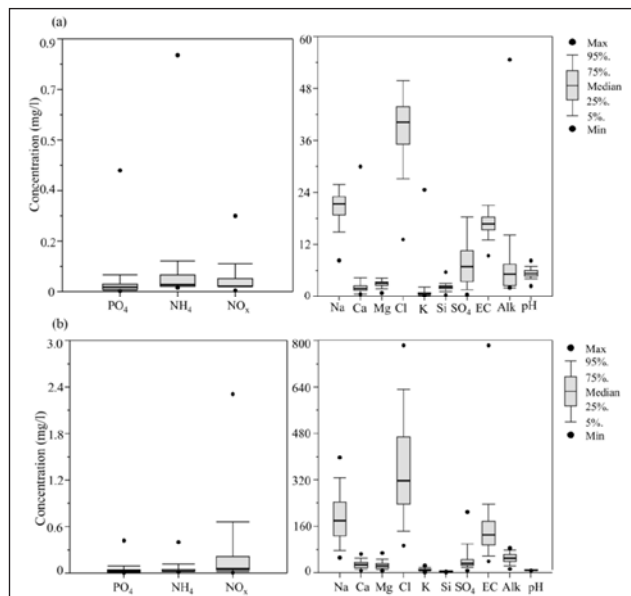 (a)
Concentration (mg/l)
0.9
0.7
0.4
0.2
0
PO₄ NH₄ NOₓ
60
48
36
24
12
0
Na Ca Mg Cl K Si SO₄ EC Alk pH
Max
95%.
75%.
Median
25%.
5%.
Min
(b)
Concentration (mg/l)
3.0
2.4
1.8
1.2
0.6
0
PO₄ NH₄ NOₓ
800
640
480
320
160
0
Na Ca Mg Cl K Si SO₄ EC Alk pH
Max
95%.
75%.
Median
25%.
5%.
Min